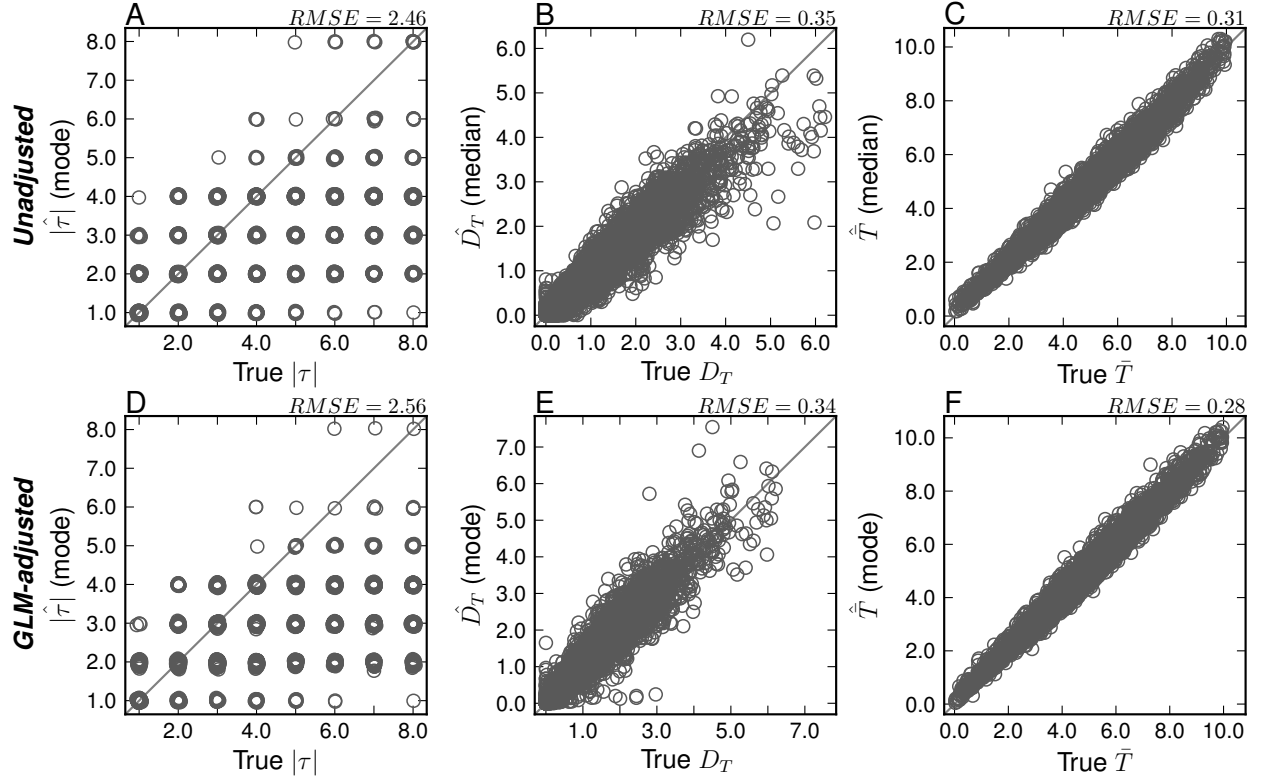 A
RMSE = 2.46
B
RMSE = 0.35
C
RMSE = 0.31
Unadjusted
|τ̂| (mode)
8.0
7.0
6.0
5.0
4.0
3.0
2.0
1.0
2.0 4.0 6.0 8.0
True |τ|
D̂_T (median)
6.0
5.0
4.0
3.0
2.0
1.0
0.0
0.0 1.0 2.0 3.0 4.0 5.0 6.0
True D_T
T̄̂ (median)
10.0
8.0
6.0
4.0
2.0
0.0
0.0 2.0 4.0 6.0 8.0 10.0
True T̄
D
RMSE = 2.56
E
RMSE = 0.34
F
RMSE = 0.28
GLM-adjusted
|τ̂| (mode)
8.0
7.0
6.0
5.0
4.0
3.0
2.0
1.0
2.0 4.0 6.0 8.0
True |τ|
D̂_T (mode)
7.0
6.0
5.0
4.0
3.0
2.0
1.0
0.0
1.0 3.0 5.0 7.0
True D_T
T̄̂ (mode)
10.0
8.0
6.0
4.0
2.0
0.0
0.0 2.0 4.0 6.0 8.0 10.0
True T̄